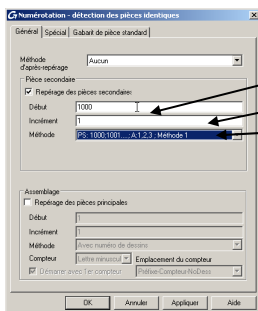 Numérotation - détection des pièces identiques
Général Spécial Gabarit de pièce standard
Méthode d'après-repérage Aucun
Pièce secondaire
Repérage des pièces secondaires
Début 1000
Incrément 1
Méthode PS: 1000;1001....; A:1,2,3 ; Méthode 1
Assemblage
Repérage des pièces principales
Début 1
Incrément 1
Méthode Avec numéro de dessins
Compteur Lettre minuscul Emplacement du compteur
Démarrer avec 1er compteur Préfixe-Compteur-NoDess
OK Annuler Appliquer Aide